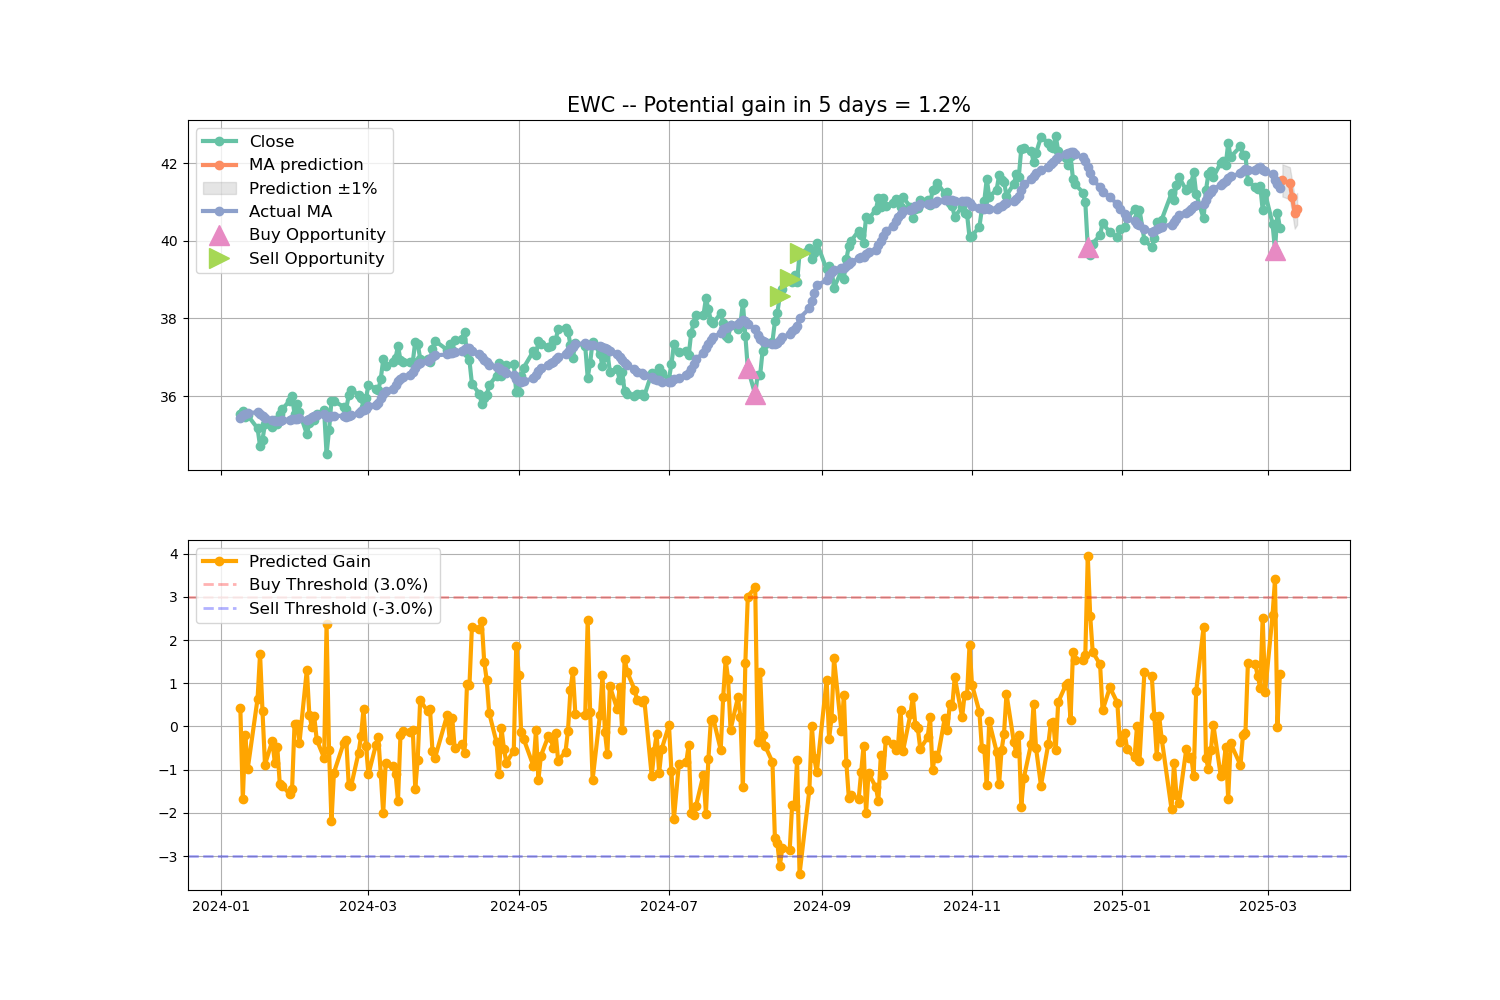 EWC -- Potential gain in 5 days = 1.2%
Close
MA prediction
Prediction ±1%
Actual MA
Buy Opportunity
Sell Opportunity
42
40
38
36
Predicted Gain
Buy Threshold (3.0%)
Sell Threshold (-3.0%)
4
3
2
1
0
−1
−2
−3
2024-01 2024-03 2024-05 2024-07 2024-09 2024-11 2025-01 2025-03